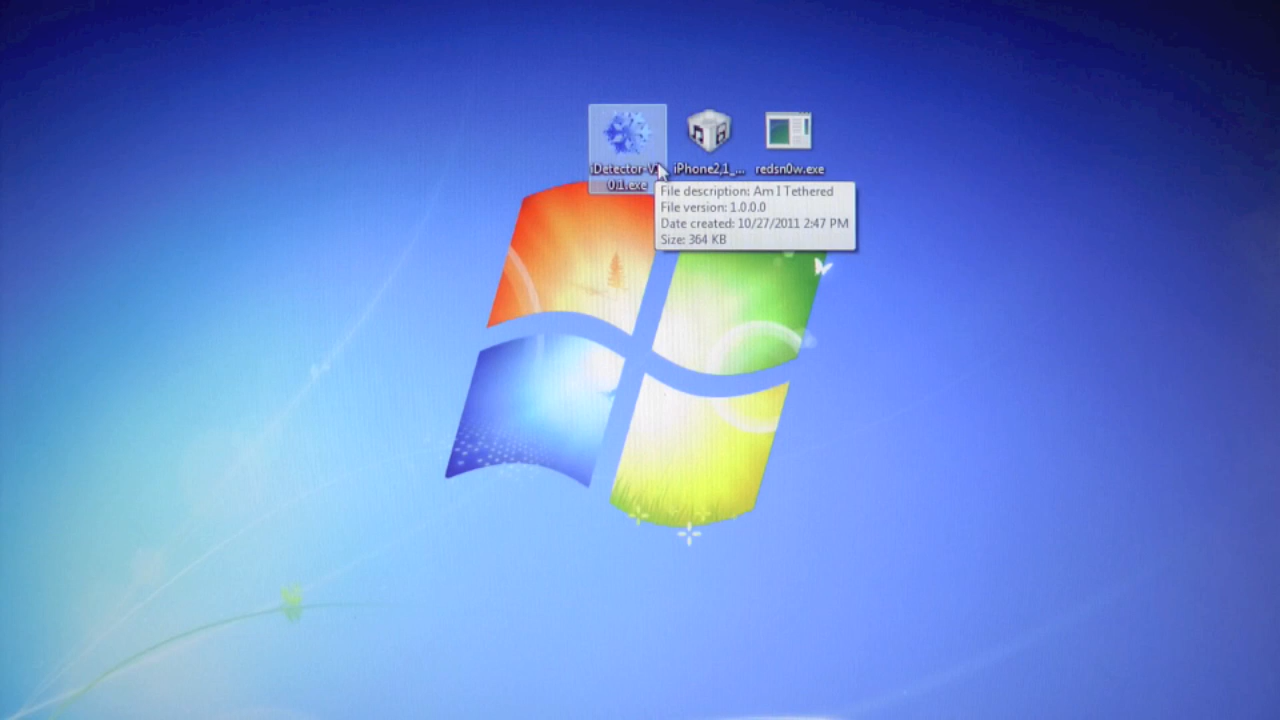 iDetector-V
0.1.exe
iPhone2,1_...
redsn0w.exe
File description: Am I Tethered
File version: 1.0.0.0
Date created: 10/27/2011 2:47 PM
Size: 364 KB